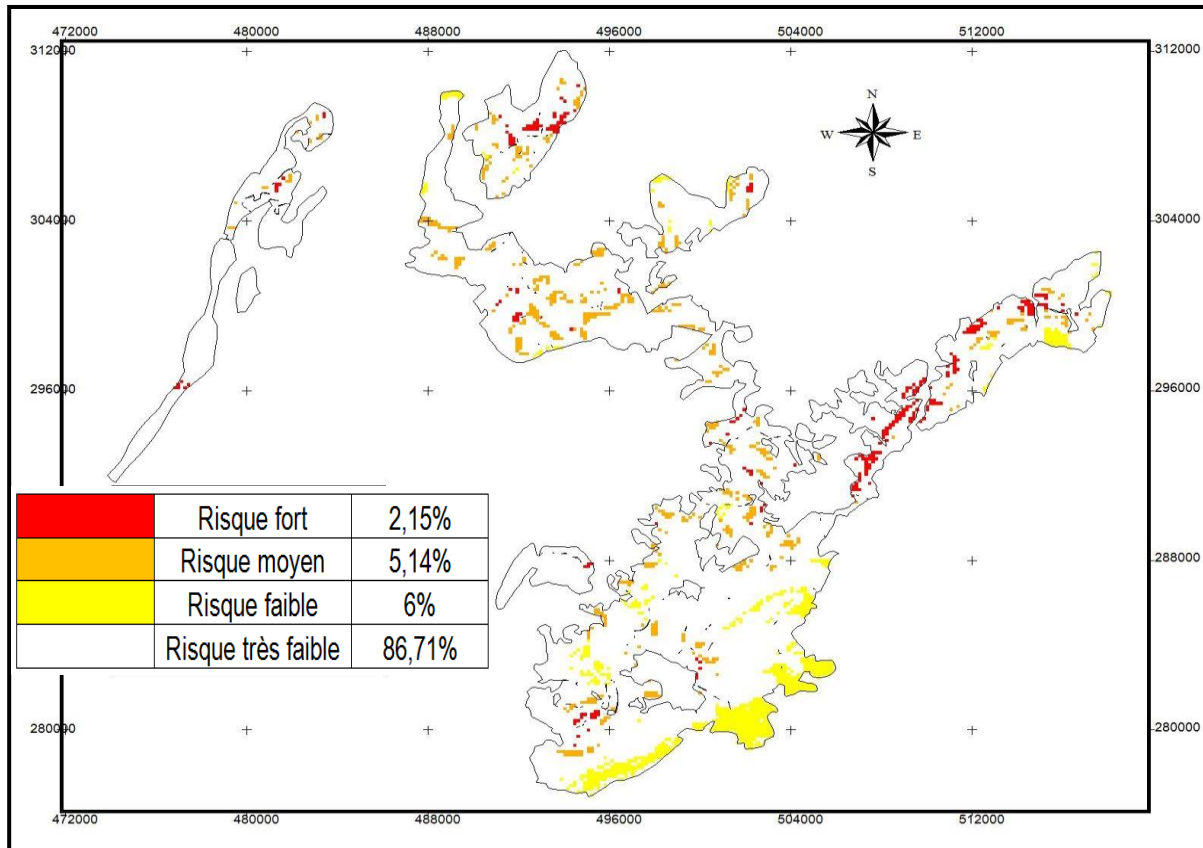 472000 480000 488000 496000 504000 512000
312000 312000
N
W E
S
304000 304000
296000 296000
Risque fort 2,15%
Risque moyen 5,14%
Risque faible 6%
Risque très faible 86,71%
288000 288000
280000 280000
472000 480000 488000 496000 504000 512000